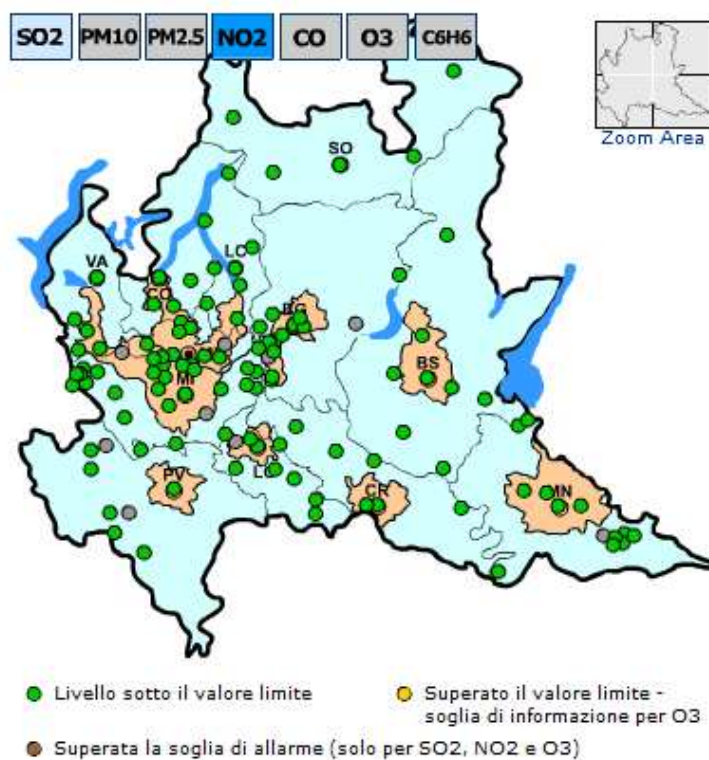 SO2 PM10 PM2.5 NO2 CO O3 C6H6
Zoom Area
SO
VA
LC
CO
BG
BS
MI
LO
PV
CR
MN
Livello sotto il valore limite
Superato il valore limite -
soglia di informazione per O3
Superata la soglia di allarme (solo per SO2, NO2 e O3)